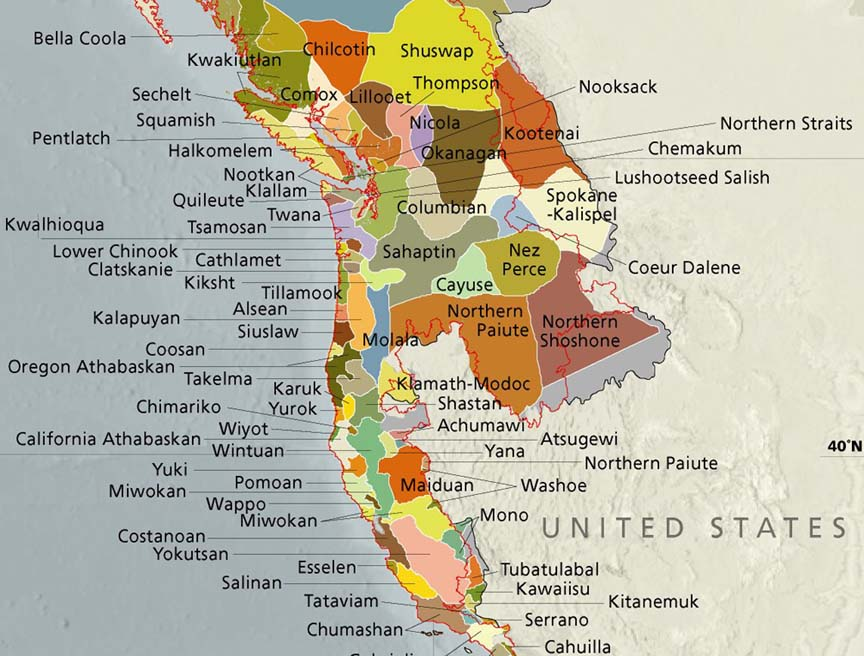 Bella Coola
Chilcotin
Shuswap
Kwakiutlan
Thompson
Nooksack
Sechelt
Comox
Lillooet
Squamish
Nicola
Northern Straits
Pentlatch
Kootenai
Halkomelem
Okanagan
Chemakum
Nootkan
Lushootseed Salish
Klallam
Quileute
Spokane
-Kalispel
Twana
Columbian
Kwalhioqua
Tsamosan
Lower Chinook
Cathlamet
Sahaptin
Nez
Perce
Clatskanie
Coeur Dalene
Kiksht
Cayuse
Tillamook
Alsean
Northern
Paiute
Kalapuyan
Northern
Shoshone
Siuslaw
Molala
Coosan
Oregon Athabaskan
Takelma
Klamath-Modoc
Karuk
Chimariko
Yurok
Shastan
Wiyot
Achumawi
California Athabaskan
Atsugewi
40°N
Wintuan
Yana
Yuki
Northern Paiute
Pomoan
Maiduan
Washoe
Miwokan
Wappo
Miwokan
Mono
UNITED STATES
Costanoan
Yokutsan
Esselen
Tubatulabal
Salinan
Kawaiisu
Tataviam
Kitanemuk
Serrano
Chumashan
Cahuilla